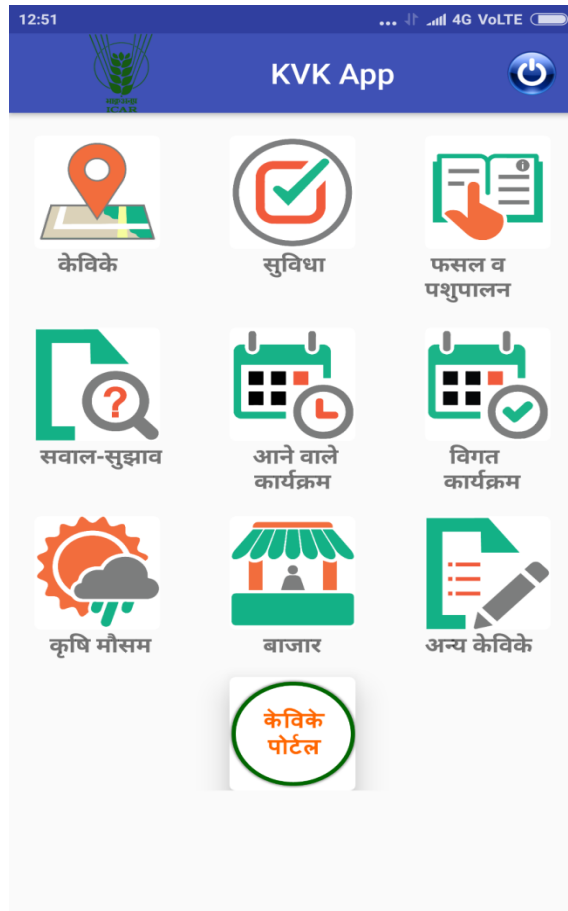 12:51
4G VoLTE
KVK App
ICAR
केविके
सुविधा
फसल व
पशुपालन
?
सवाल-सुझाव
आने वाले
कार्यक्रम
विगत
कार्यक्रम
कृषि मौसम
बाजार
अन्य केविके
केविके
पोर्टल